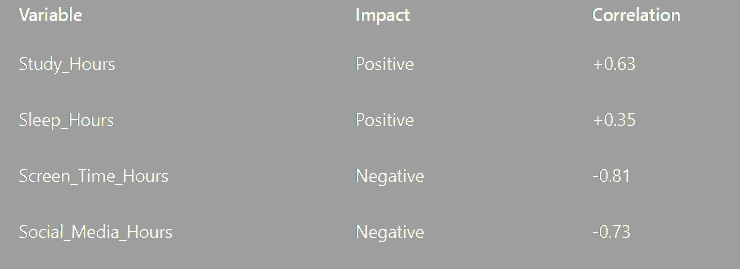 Variable Impact Correlation
Study_Hours Positive +0.63
Sleep_Hours Positive +0.35
Screen_Time_Hours Negative -0.81
Social_Media_Hours Negative -0.73